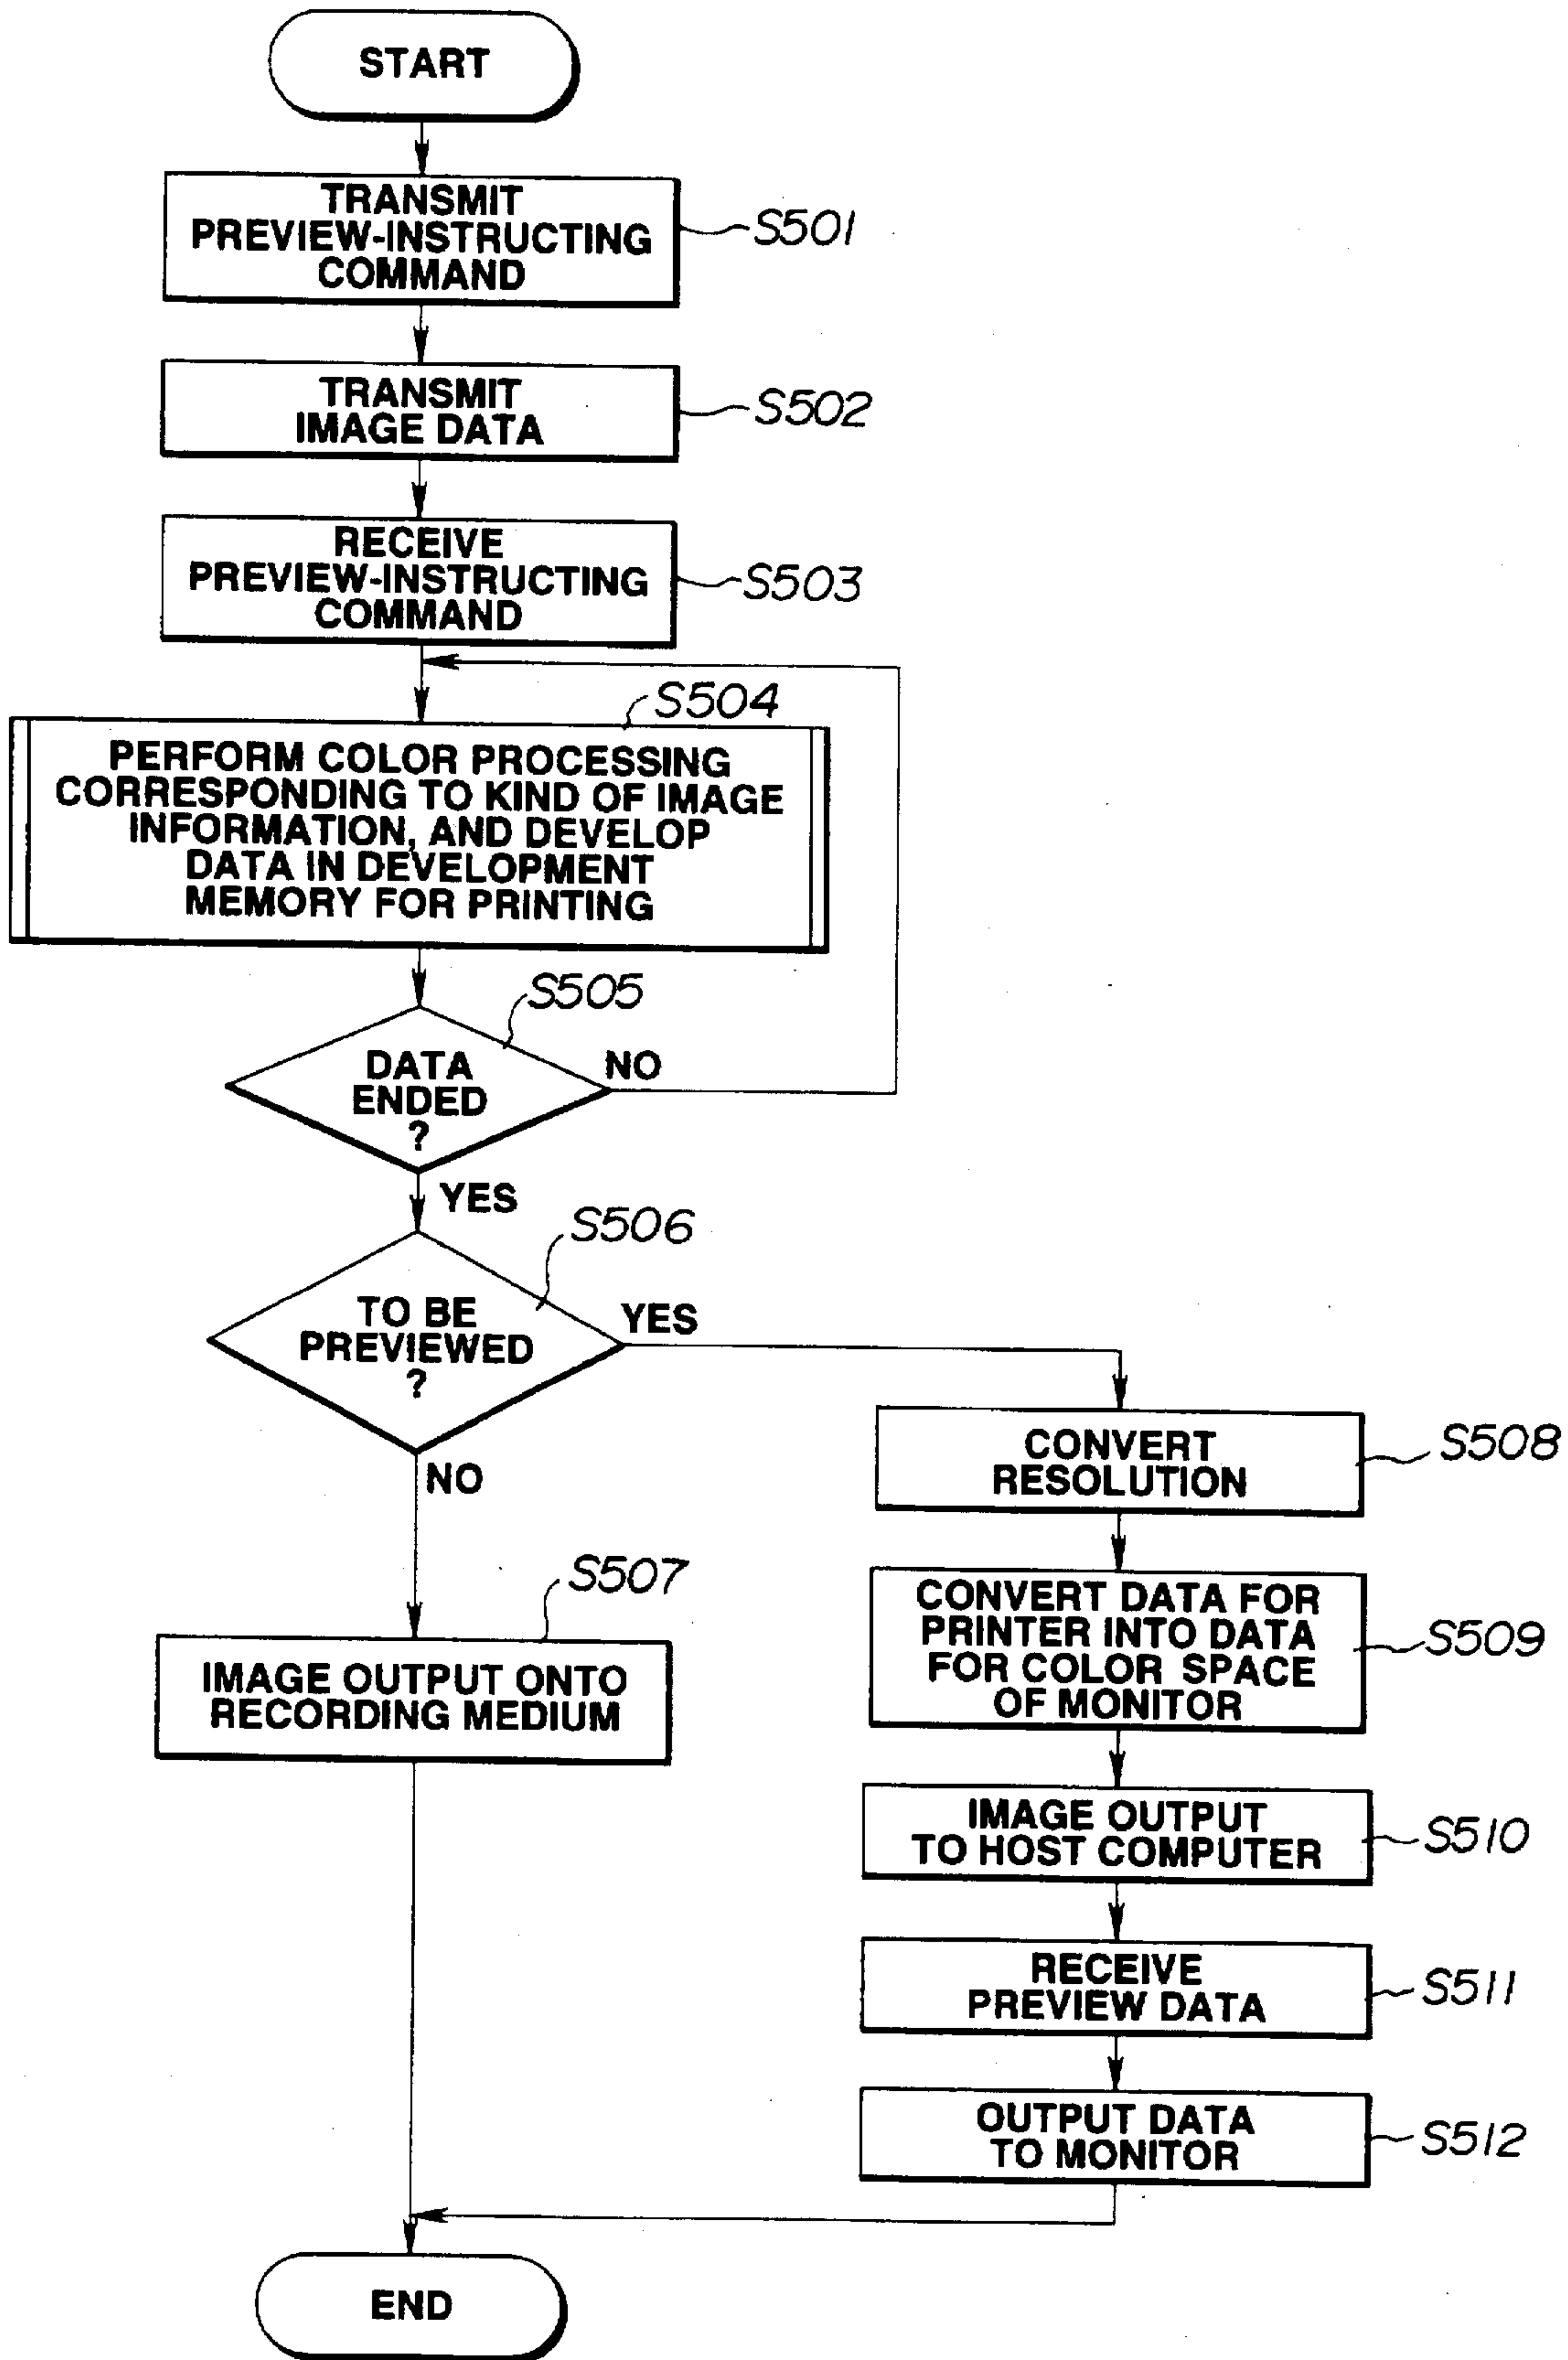 START
TRANSMIT
PREVIEW-INSTRUCTING
COMMAND
S501
TRANSMIT
IMAGE DATA
S502
RECEIVE
PREVIEW-INSTRUCTING
COMMAND
S503
S504
PERFORM COLOR PROCESSING
CORRESPONDING TO KIND OF IMAGE
INFORMATION, AND DEVELOP
DATA IN DEVELOPMENT
MEMORY FOR PRINTING
S505
DATA
ENDED
?
NO
YES
S506
TO BE
PREVIEWED
?
YES
NO
S507
IMAGE OUTPUT ONTO
RECORDING MEDIUM
CONVERT
RESOLUTION
S508
CONVERT DATA FOR
PRINTER INTO DATA
FOR COLOR SPACE
OF MONITOR
S509
IMAGE OUTPUT
TO HOST COMPUTER
S510
RECEIVE
PREVIEW DATA
S511
OUTPUT DATA
TO MONITOR
S512
END